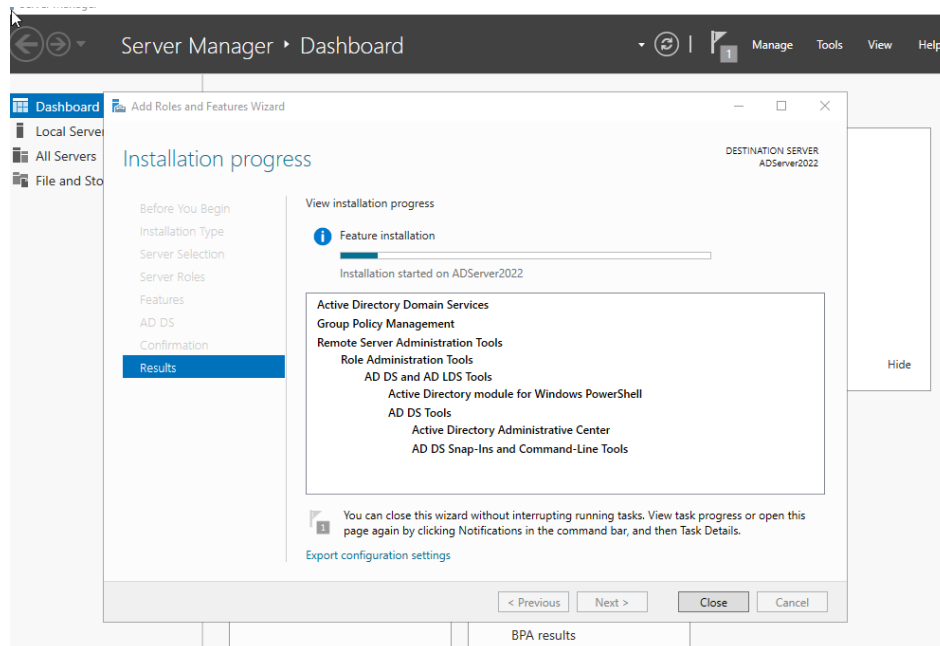 Server Manager
Server Manager ‣ Dashboard
1
Manage
Tools
View
Help
Dashboard
Local Server
All Servers
File and Sto
Add Roles and Features Wizard
Installation progress
DESTINATION SERVER
ADServer2022
Before You Begin
Installation Type
Server Selection
Server Roles
Features
AD DS
Confirmation
Results
View installation progress
Feature installation
Installation started on ADServer2022
Active Directory Domain Services
Group Policy Management
Remote Server Administration Tools
Role Administration Tools
AD DS and AD LDS Tools
Active Directory module for Windows PowerShell
AD DS Tools
Active Directory Administrative Center
AD DS Snap-Ins and Command-Line Tools
Hide
1
You can close this wizard without interrupting running tasks. View task progress or open this
page again by clicking Notifications in the command bar, and then Task Details.
Export configuration settings
< Previous
Next >
Close
Cancel
BPA results